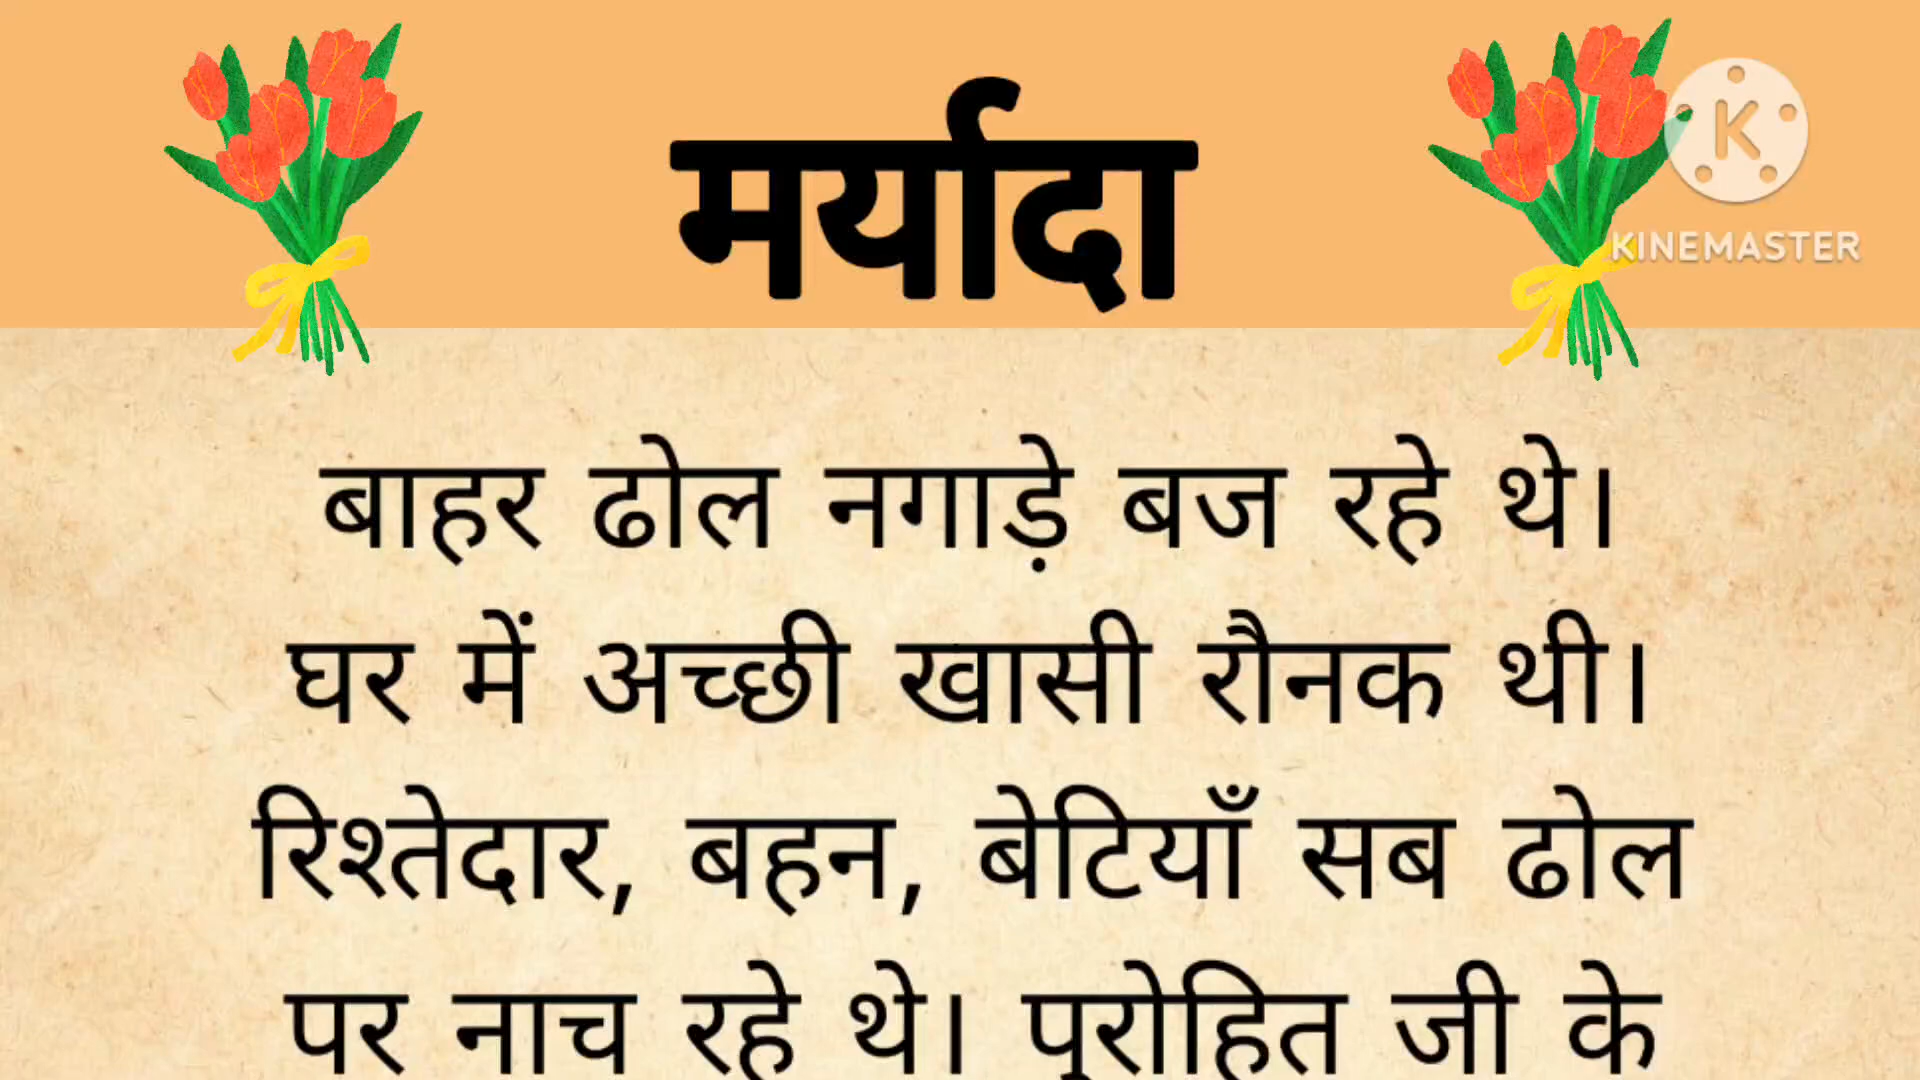 मर्यादा
K
KINEMASTER
बाहर ढोल नगाड़े बज रहे थे।
घर में अच्छी खासी रौनक थी।
रिश्तेदार, बहन, बेटियाँ सब ढोल
पर नाच रहे थे। पुरोहित जी के